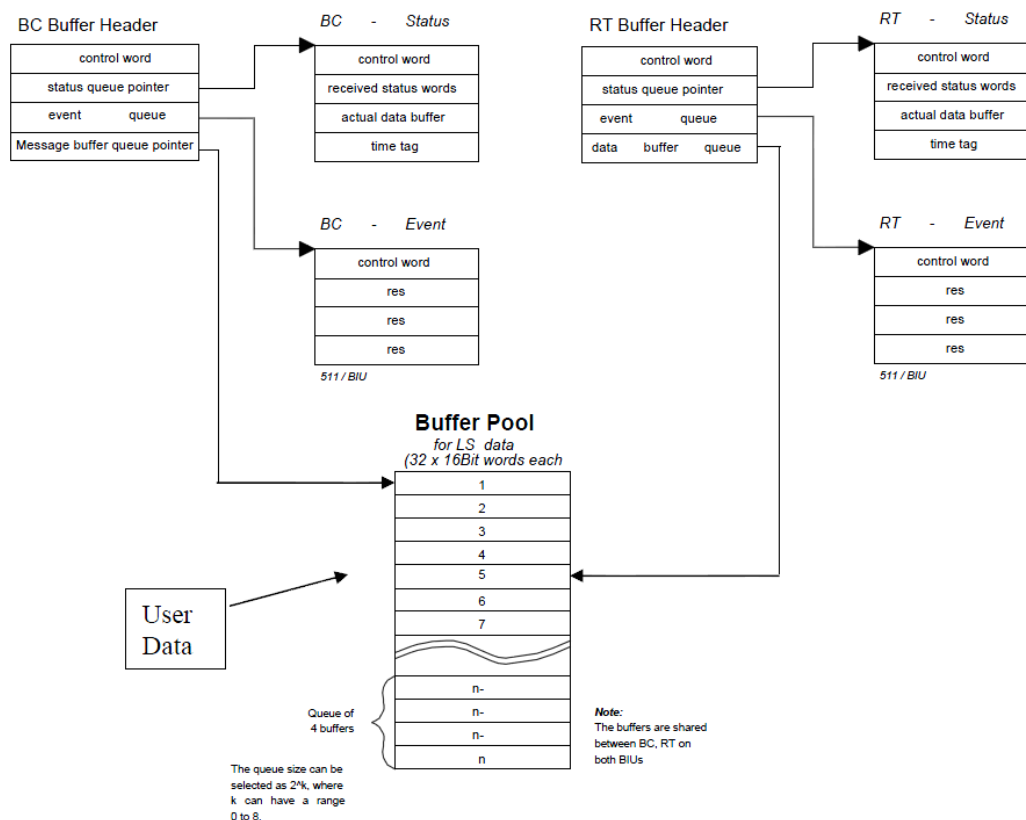 BC Buffer Header
control word
status queue pointer
event queue
Message buffer queue pointer
BC - Status
control word
received status words
actual data buffer
time tag
BC - Event
control word
res
res
res
511 / BIU
RT Buffer Header
control word
status queue pointer
event queue
data buffer queue
RT - Status
control word
received status words
actual data buffer
time tag
RT - Event
control word
res
res
res
511 / BIU
Buffer Pool
for LS data
(32 x 16Bit words each
1
2
3
4
5
6
7
n-
n-
n-
n
User
Data
Queue of
4 buffers
The queue size can be
selected as 2^k, where
k can have a range
0 to 8.
Note:
The buffers are shared
between BC, RT on
both BIUs